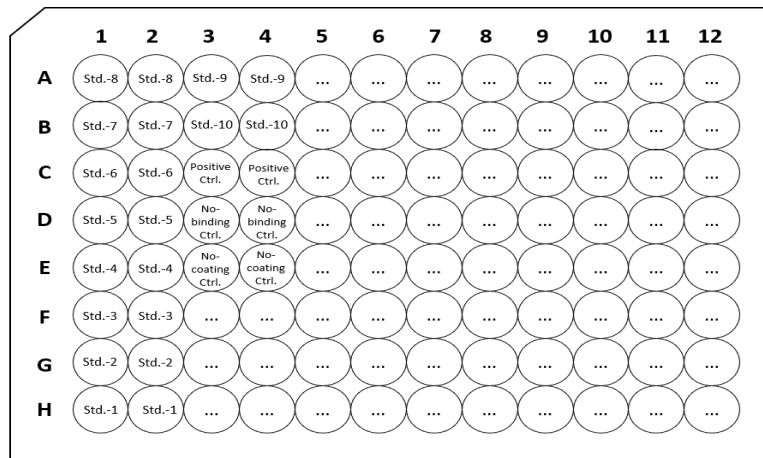 1 2 3 4 5 6 7 8 9 10 11 12
A Std.-8 Std.-8 Std.-9 Std.-9 ... ... ... ... ... ... ... ...
B Std.-7 Std.-7 Std.-10 Std.-10 ... ... ... ... ... ... ... ...
C Std.-6 Std.-6 Positive Ctrl. Positive Ctrl. ... ... ... ... ... ... ... ...
D Std.-5 Std.-5 No-binding Ctrl. No-binding Ctrl. ... ... ... ... ... ... ... ...
E Std.-4 Std.-4 No-coating Ctrl. No-coating Ctrl. ... ... ... ... ... ... ... ...
F Std.-3 Std.-3 ... ... ... ... ... ... ... ... ... ...
G Std.-2 Std.-2 ... ... ... ... ... ... ... ... ... ...
H Std.-1 Std.-1 ... ... ... ... ... ... ... ... ... ...